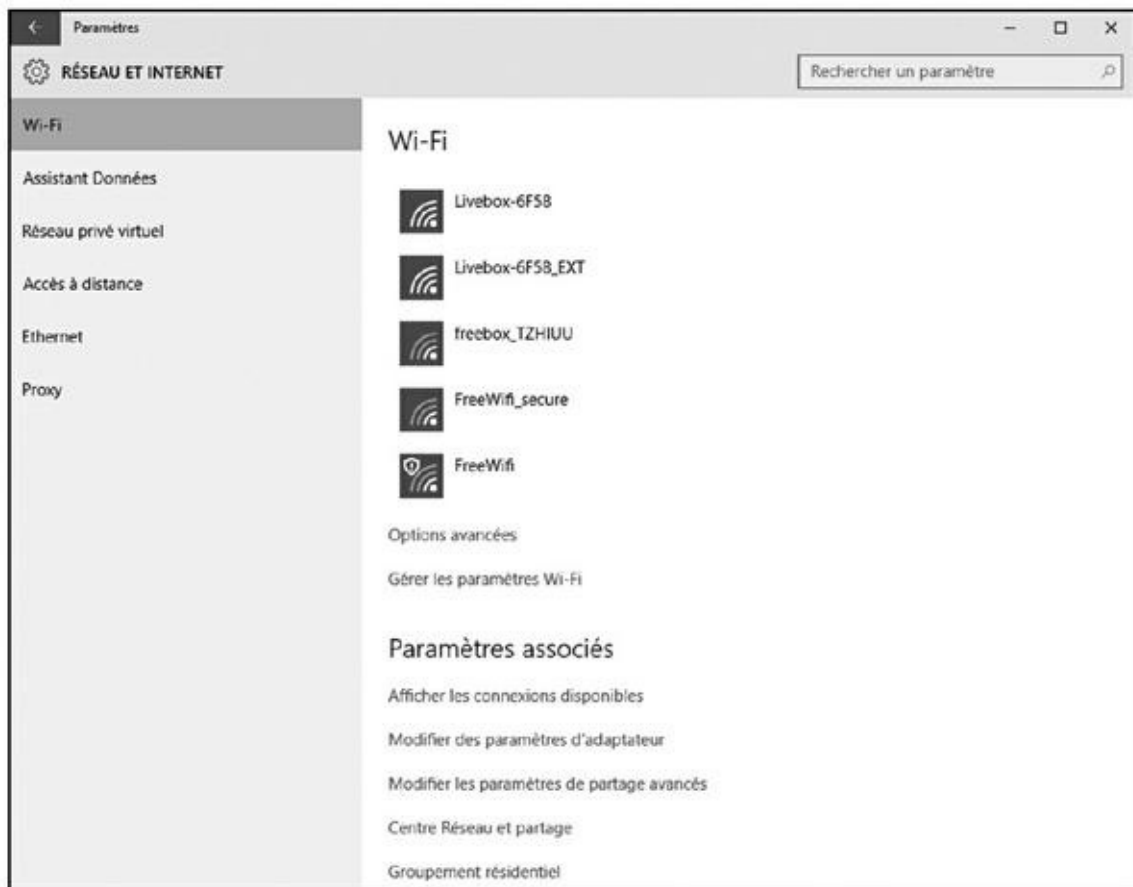 Paramètres
RÉSEAU ET INTERNET
Rechercher un paramètre
Wi-Fi
Assistant Données
Réseau privé virtuel
Accès à distance
Ethernet
Proxy
Wi-Fi
Livebox-6F5B
Livebox-6F5B_EXT
freebox_TZHIUU
FreeWifi_secure
FreeWifi
Options avancées
Gérer les paramètres Wi-Fi
Paramètres associés
Afficher les connexions disponibles
Modifier des paramètres d'adaptateur
Modifier les paramètres de partage avancés
Centre Réseau et partage
Groupement résidentiel